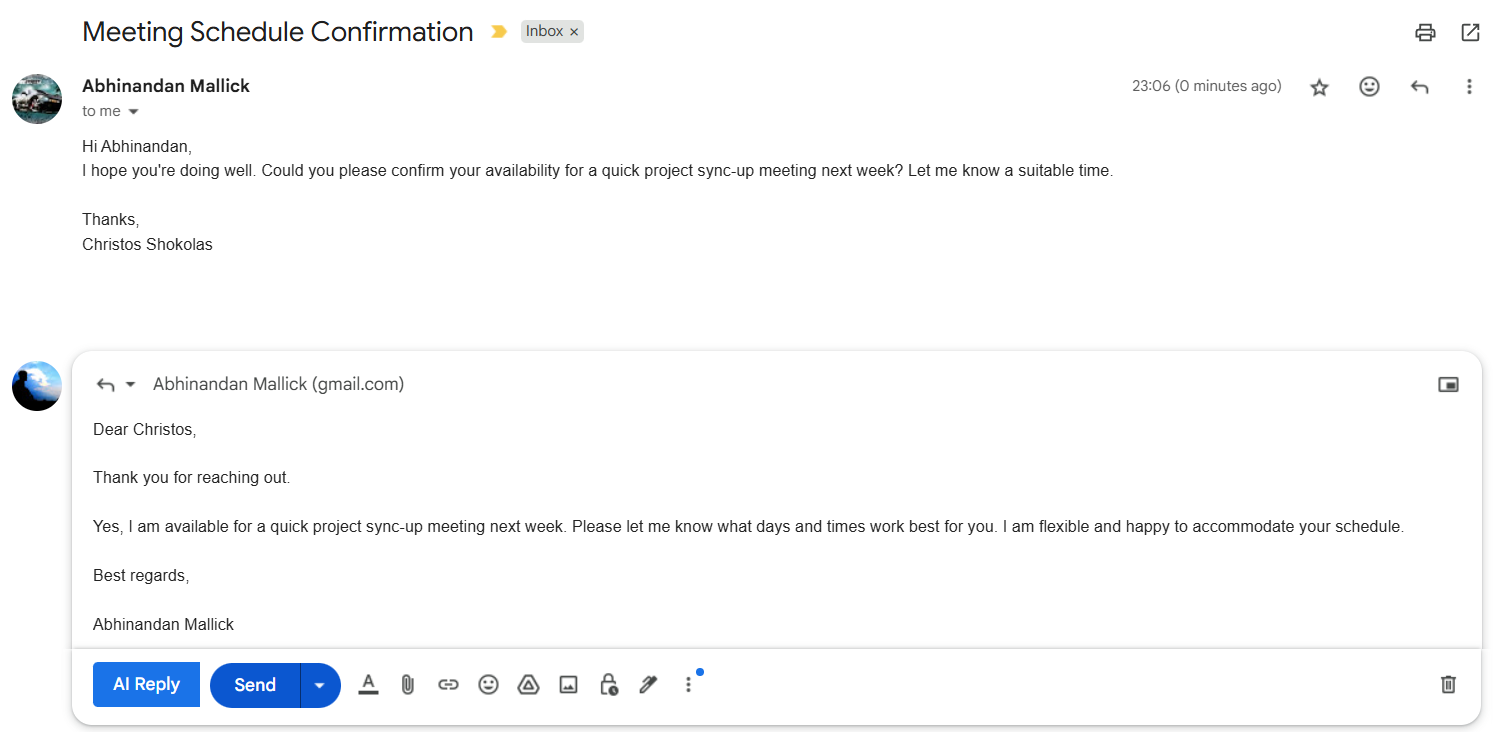 Meeting Schedule Confirmation Inbox ×
Abhinandan Mallick 23:06 (0 minutes ago)
to me
Hi Abhinandan,
I hope you're doing well. Could you please confirm your availability for a quick project sync-up meeting next week? Let me know a suitable time.
Thanks,
Christos Shokolas
Abhinandan Mallick (gmail.com)
Dear Christos,
Thank you for reaching out.
Yes, I am available for a quick project sync-up meeting next week. Please let me know what days and times work best for you. I am flexible and happy to accommodate your schedule.
Best regards,
Abhinandan Mallick
AI Reply Send